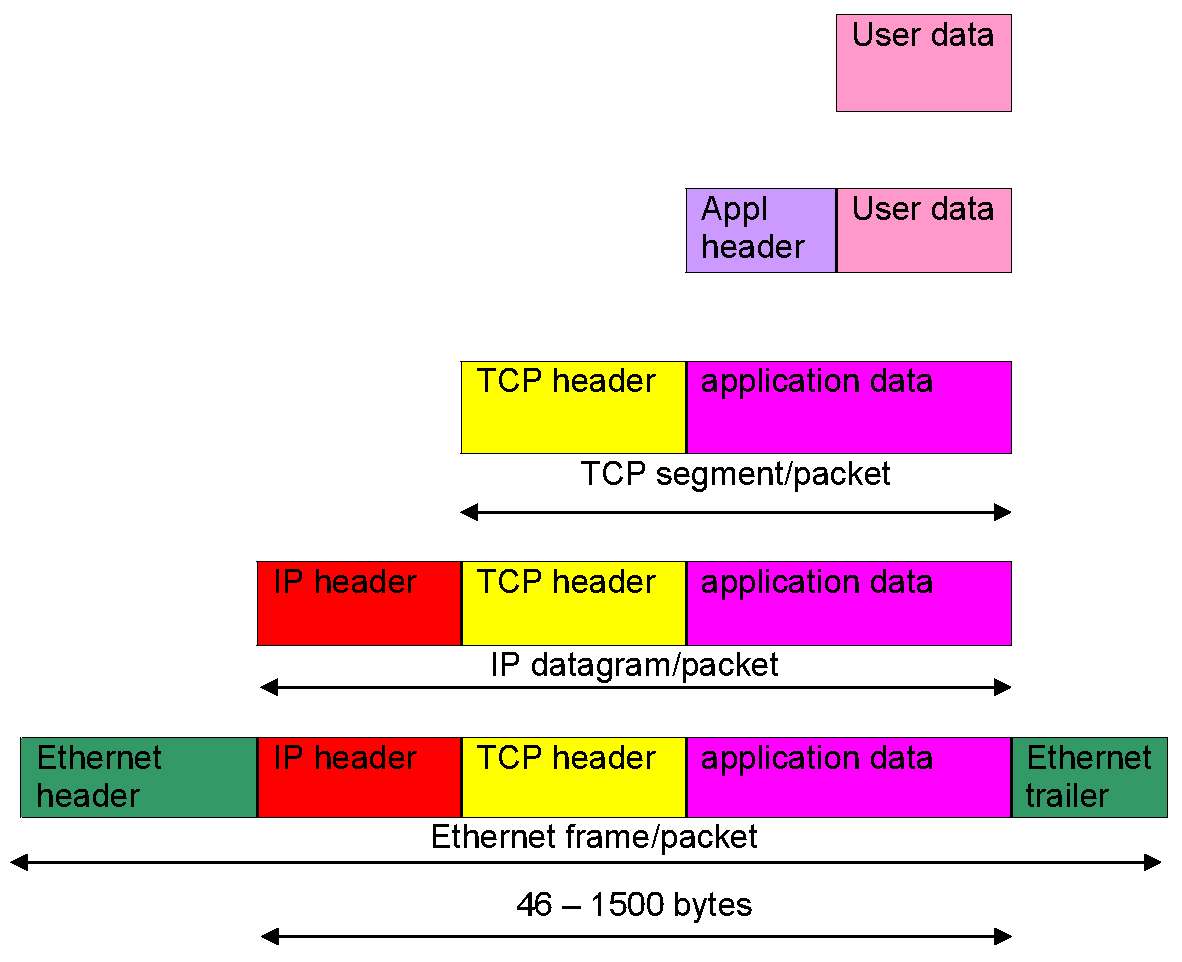 User data
Appl
header
User data
TCP header
application data
TCP segment/packet
IP header
TCP header
application data
IP datagram/packet
Ethernet
header
IP header
TCP header
application data
Ethernet
trailer
Ethernet frame/packet
46 – 1500 bytes